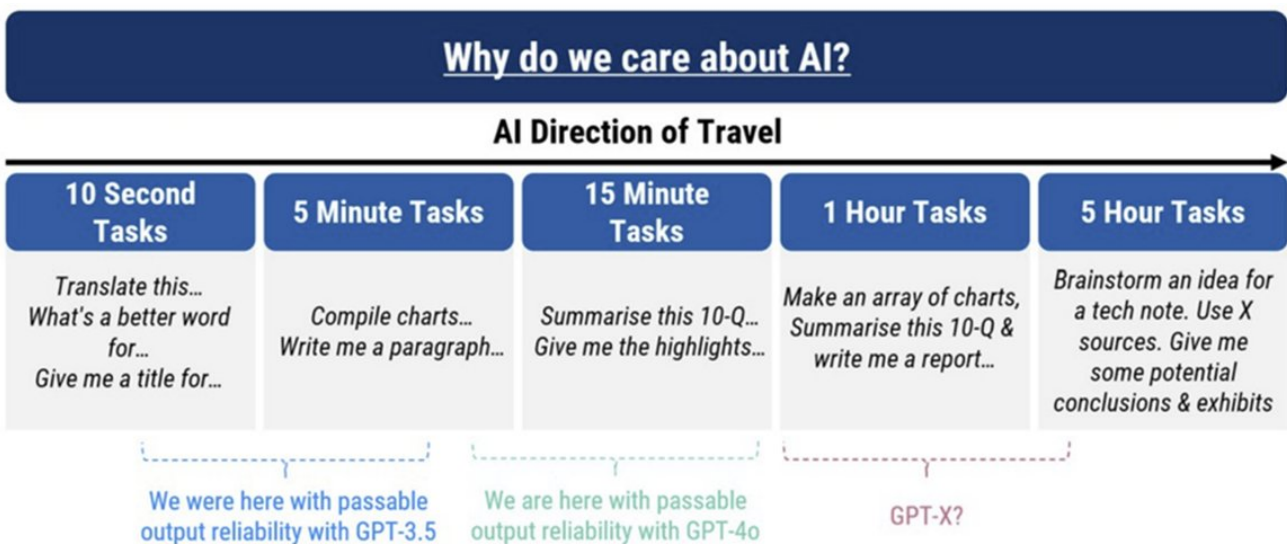 Why do we care about AI?
AI Direction of Travel
10 Second
Tasks
5 Minute Tasks
15 Minute
Tasks
1 Hour Tasks
5 Hour Tasks
Translate this...
What's a better word
for...
Give me a title for...
Compile charts...
Write me a paragraph...
Summarise this 10-Q...
Give me the highlights...
Make an array of charts,
Summarise this 10-Q &
write me a report...
Brainstorm an idea for
a tech note. Use X
sources. Give me
some potential
conclusions & exhibits
We were here with passable
output reliability with GPT-3.5
We are here with passable
output reliability with GPT-4o
GPT-X?